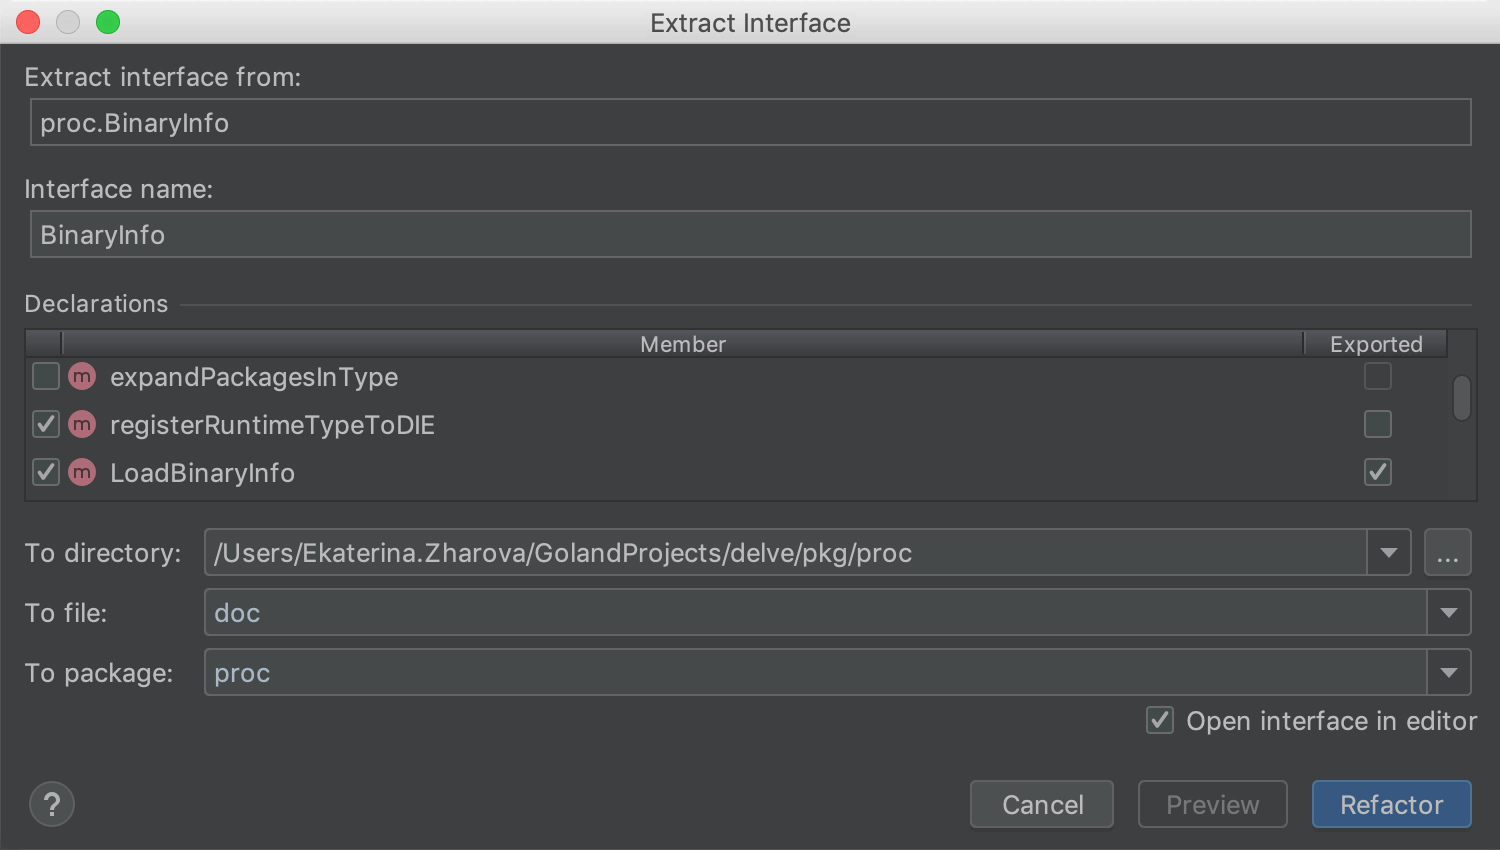 Extract Interface
Extract interface from:
proc.BinaryInfo
Interface name:
BinaryInfo
Declarations
Member Exported
m expandPackagesInType
m registerRuntimeTypeToDIE
m LoadBinaryInfo
To directory: /Users/Ekaterina.Zharova/GolandProjects/delve/pkg/proc ...
To file: doc
To package: proc
Open interface in editor
? Cancel Preview Refactor